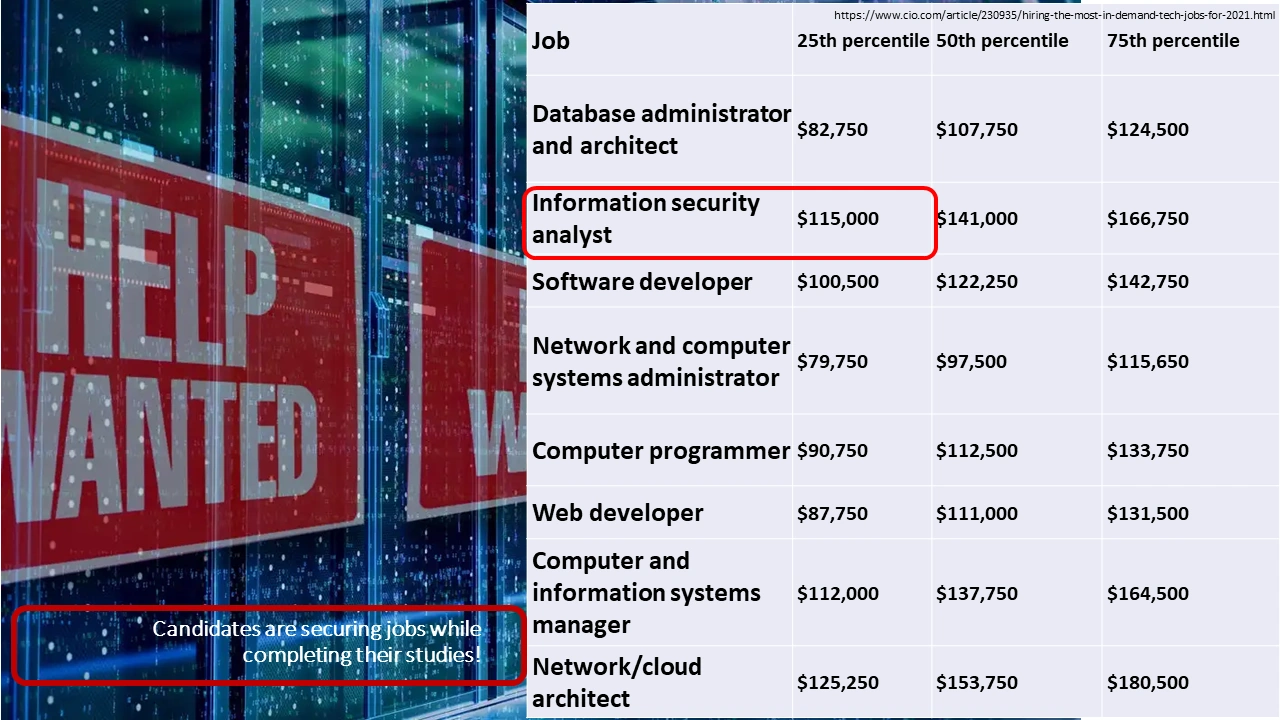 https://www.cio.com/article/230935/hiring-the-most-in-demand-tech-jobs-for-2021.html
Job 25th percentile 50th percentile 75th percentile
Database administrator
and architect $82,750 $107,750 $124,500
Information security
analyst $115,000 $141,000 $166,750
Software developer $100,500 $122,250 $142,750
Network and computer
systems administrator $79,750 $97,500 $115,650
Computer programmer $90,750 $112,500 $133,750
Web developer $87,750 $111,000 $131,500
Computer and
information systems
manager $112,000 $137,750 $164,500
Network/cloud
architect $125,250 $153,750 $180,500
HELP
WANTED
W
Candidates are securing jobs while
completing their studies!